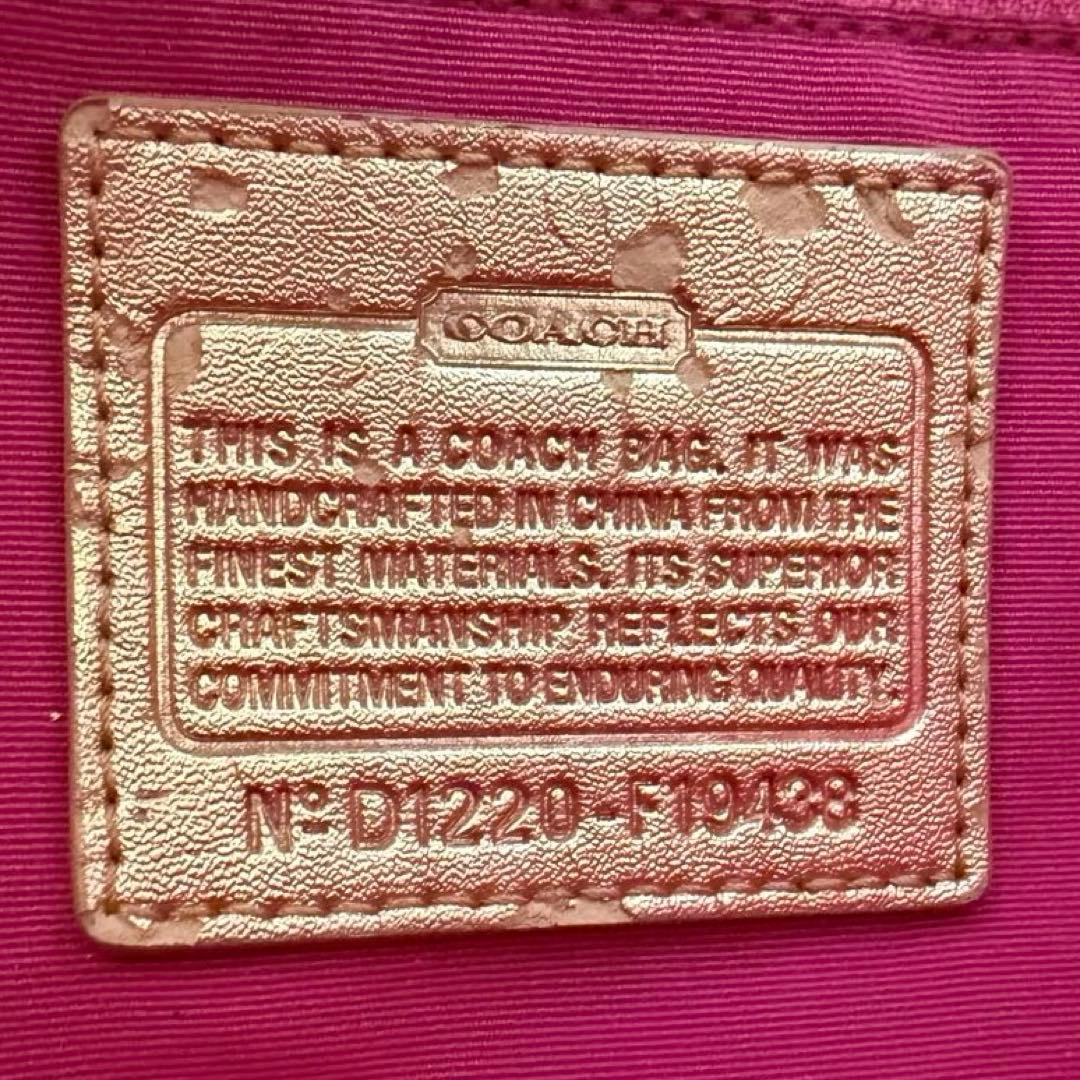 COACH
THIS IS A COACH BAG. IT WAS
HANDCRAFTED IN CHINA FROM THE
FINEST MATERIALS. ITS SUPERIOR
CRAFTSMANSHIP REFLECTS OUR
COMMITMENT TO ENDURING QUALITY.
Nº D1220-F19438